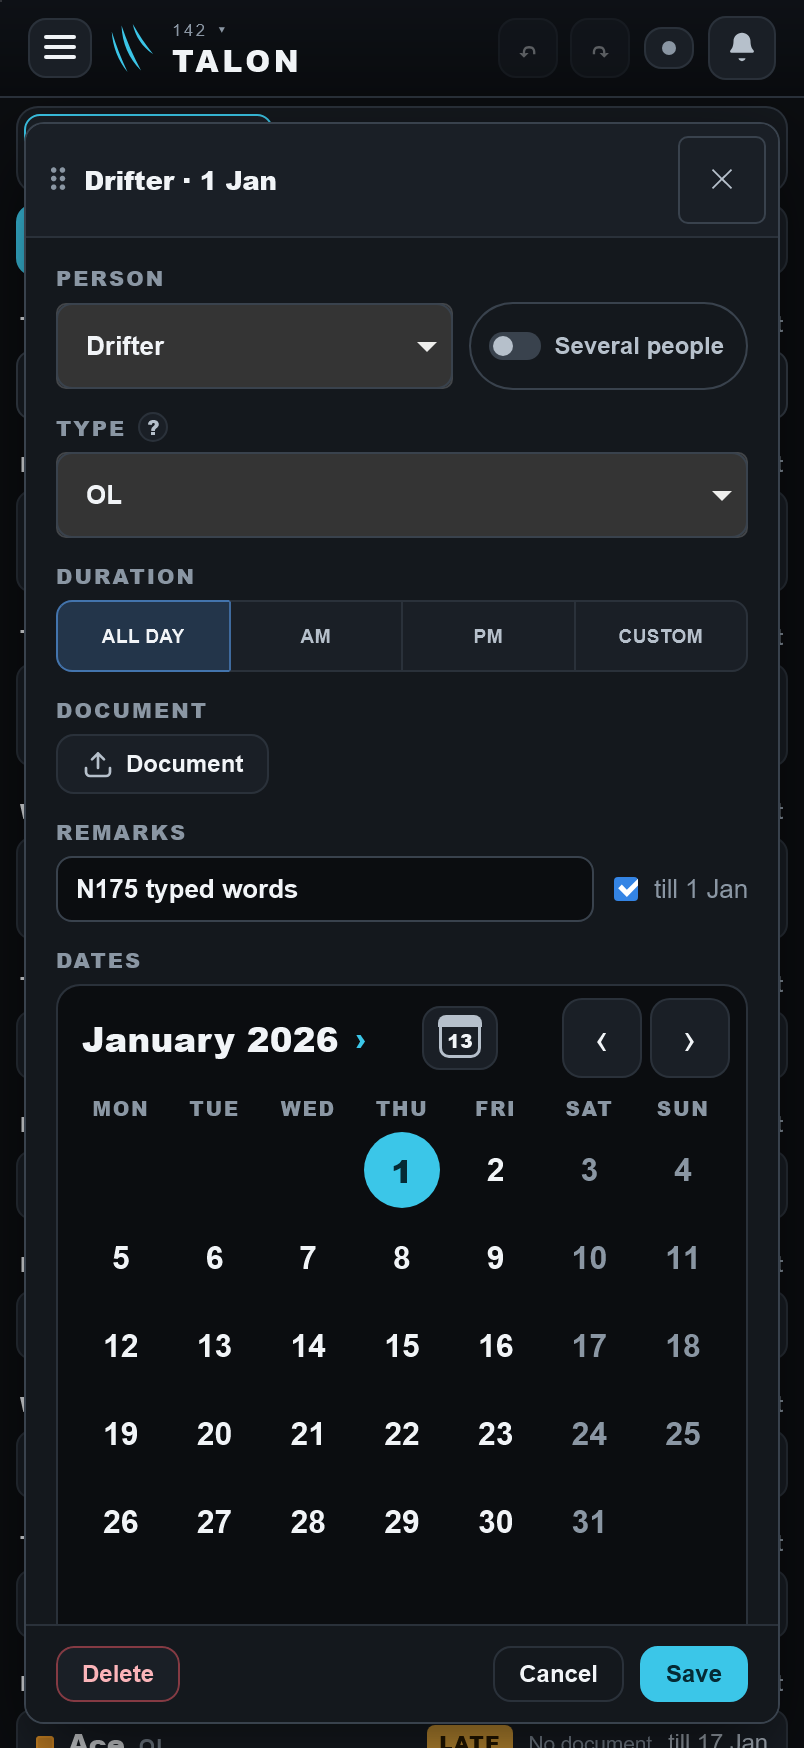 142 ▾
TALON
Drifter · 1 Jan
PERSON
Drifter
Several people
TYPE ?
OL
DURATION
ALL DAY AM PM CUSTOM
DOCUMENT
Document
REMARKS
N175 typed words
till 1 Jan
DATES
January 2026 ›
13
‹ ›
MON TUE WED THU FRI SAT SUN
1 2 3 4
5 6 7 8 9 10 11
12 13 14 15 16 17 18
19 20 21 22 23 24 25
26 27 28 29 30 31
Delete Cancel Save
Ace OL LATE No document till 17 Jan